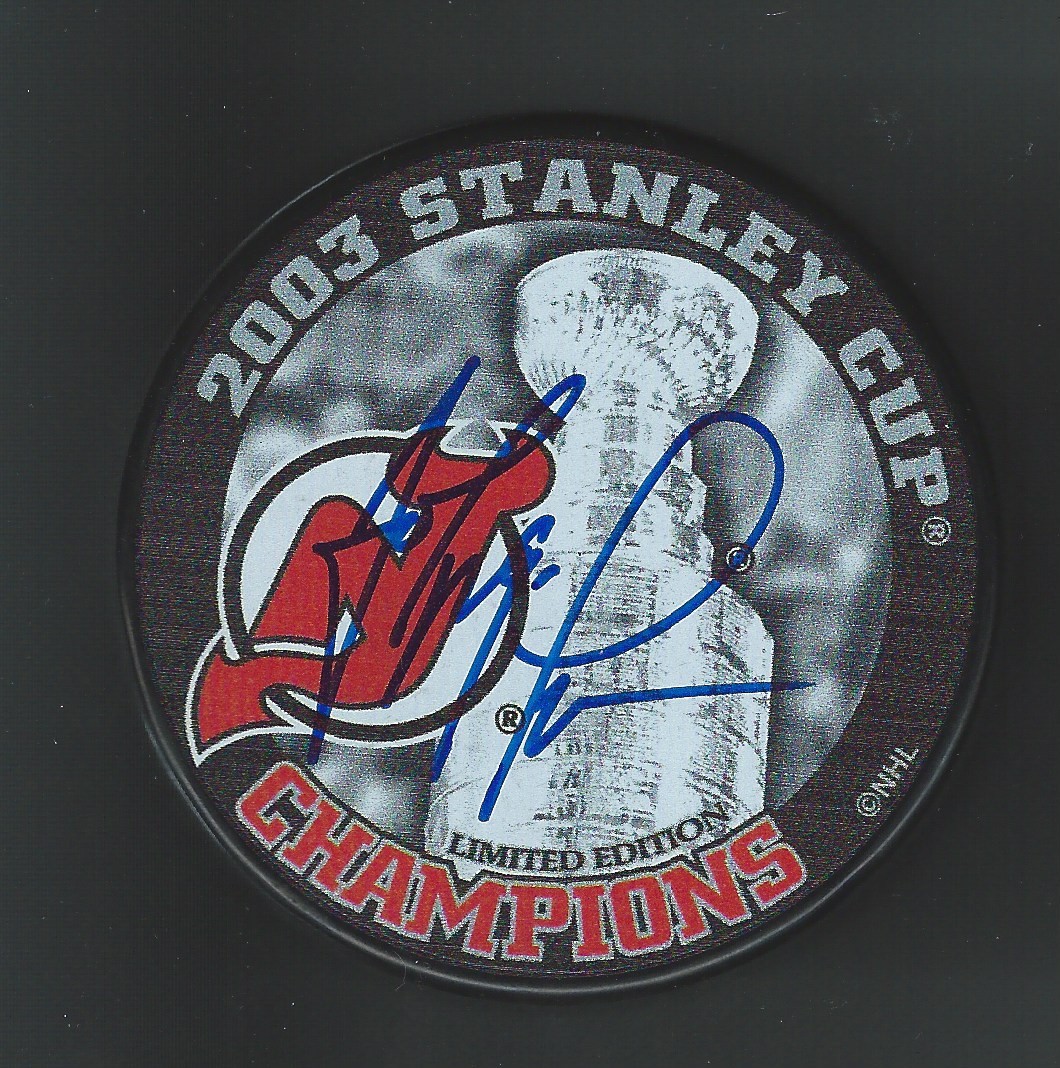 2003 STANLEY CUP®
®
®
©NHL
LIMITED EDITION
CHAMPIONS